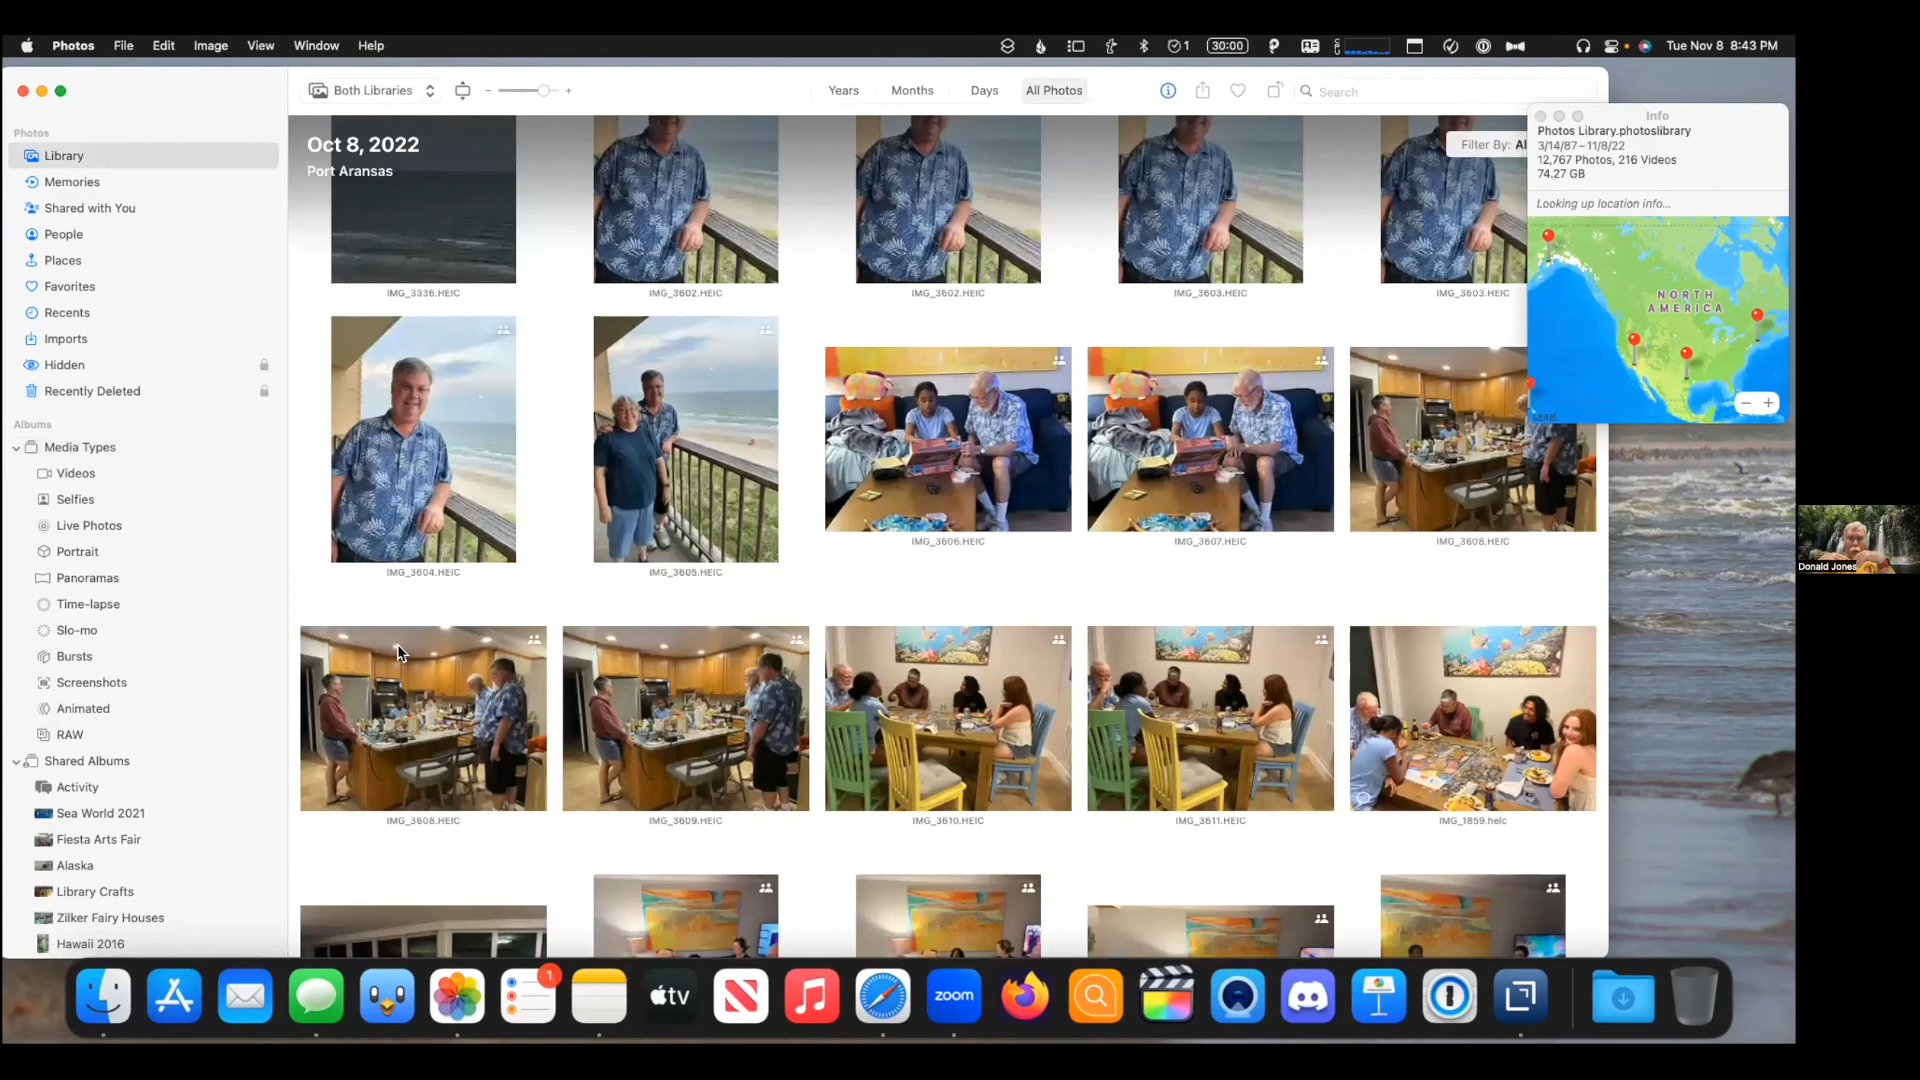 Photos File Edit Image View Window Help
1 30:00 Tue Nov 8 8:43 PM
Both Libraries
− +
Years Months Days All Photos
Search
Photos
Library
Memories
Shared with You
People
Places
Favorites
Recents
Imports
Hidden
Recently Deleted
Albums
Media Types
Videos
Selfies
Live Photos
Portrait
Panoramas
Time-lapse
Slo-mo
Bursts
Screenshots
Animated
RAW
Shared Albums
Activity
Sea World 2021
Fiesta Arts Fair
Alaska
Library Crafts
Zilker Fairy Houses
Hawaii 2016
Oct 8, 2022
Port Aransas
Filter By:
Info
Photos Library.photoslibrary
3/14/87 – 11/8/22
12,767 Photos, 216 Videos
74.27 GB
Looking up location info...
NORTH
AMERICA
Legal
− +
IMG_3336.HEIC IMG_3602.HEIC IMG_3602.HEIC IMG_3603.HEIC IMG_3603.HEIC
IMG_3606.HEIC IMG_3607.HEIC IMG_3608.HEIC
IMG_3604.HEIC IMG_3605.HEIC
IMG_3608.HEIC IMG_3609.HEIC IMG_3610.HEIC IMG_3611.HEIC IMG_1859.heic
Donald Jones
1
tv
zoom